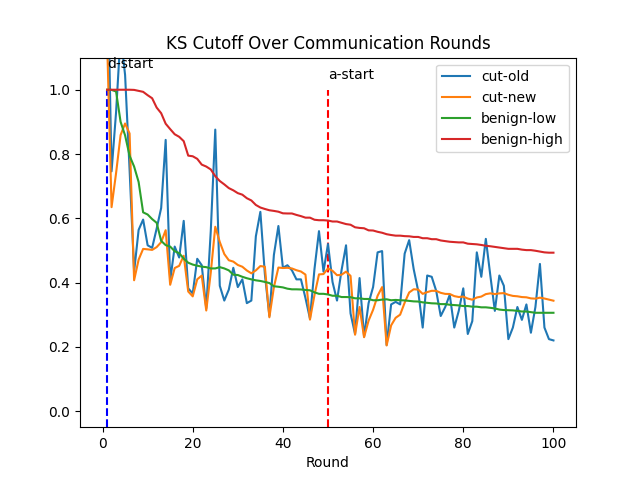 KS Cutoff Over Communication Rounds
d-start
a-start
cut-old
cut-new
benign-low
benign-high
1.0
0.8
0.6
0.4
0.2
0.0
0 20 40 60 80 100
Round